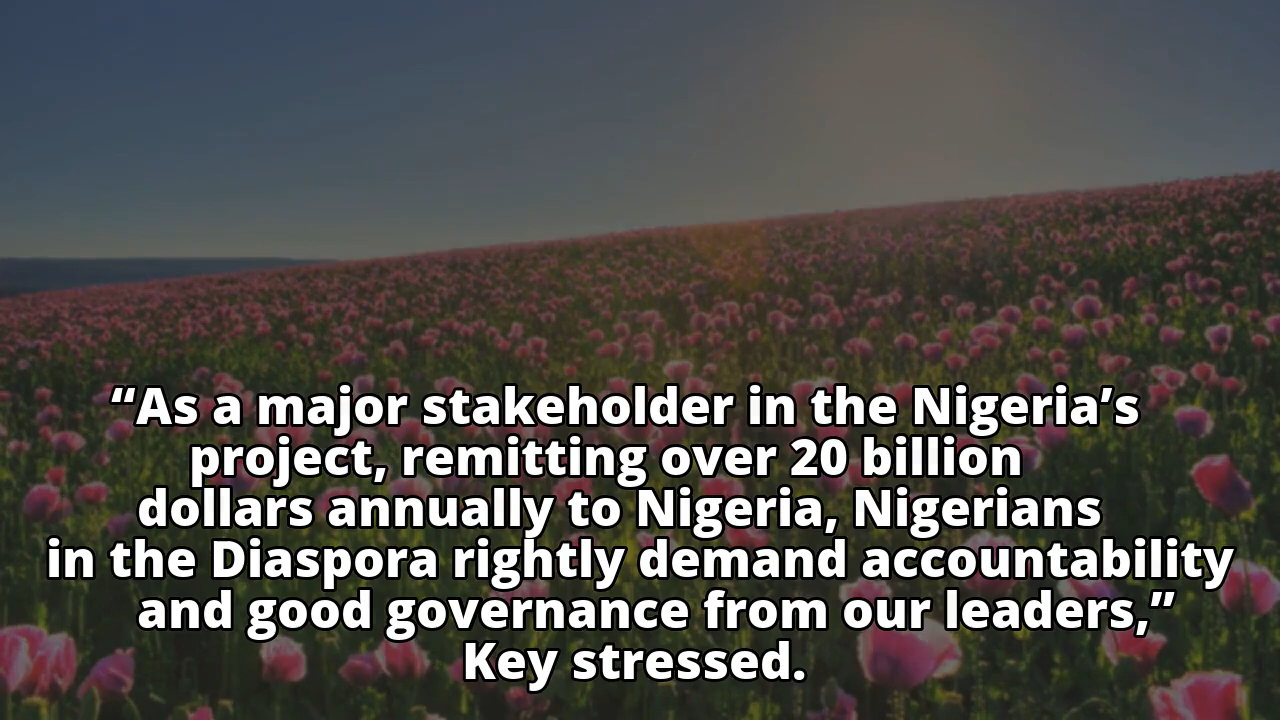 “As a major stakeholder in the Nigeria’s
project, remitting over 20 billion
dollars annually to Nigeria, Nigerians
in the Diaspora rightly demand accountability
and good governance from our leaders,”
Key stressed.